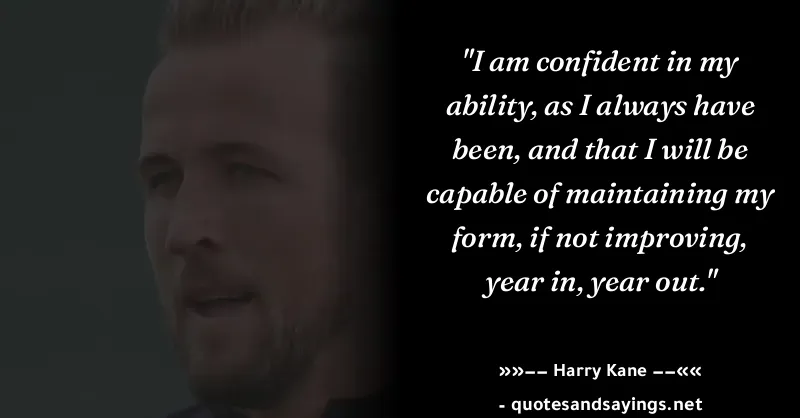 "I am confident in my
ability, as I always have
been, and that I will be
capable of maintaining my
form, if not improving,
year in, year out."
»»–– Harry Kane ––««
- quotesandsayings.net